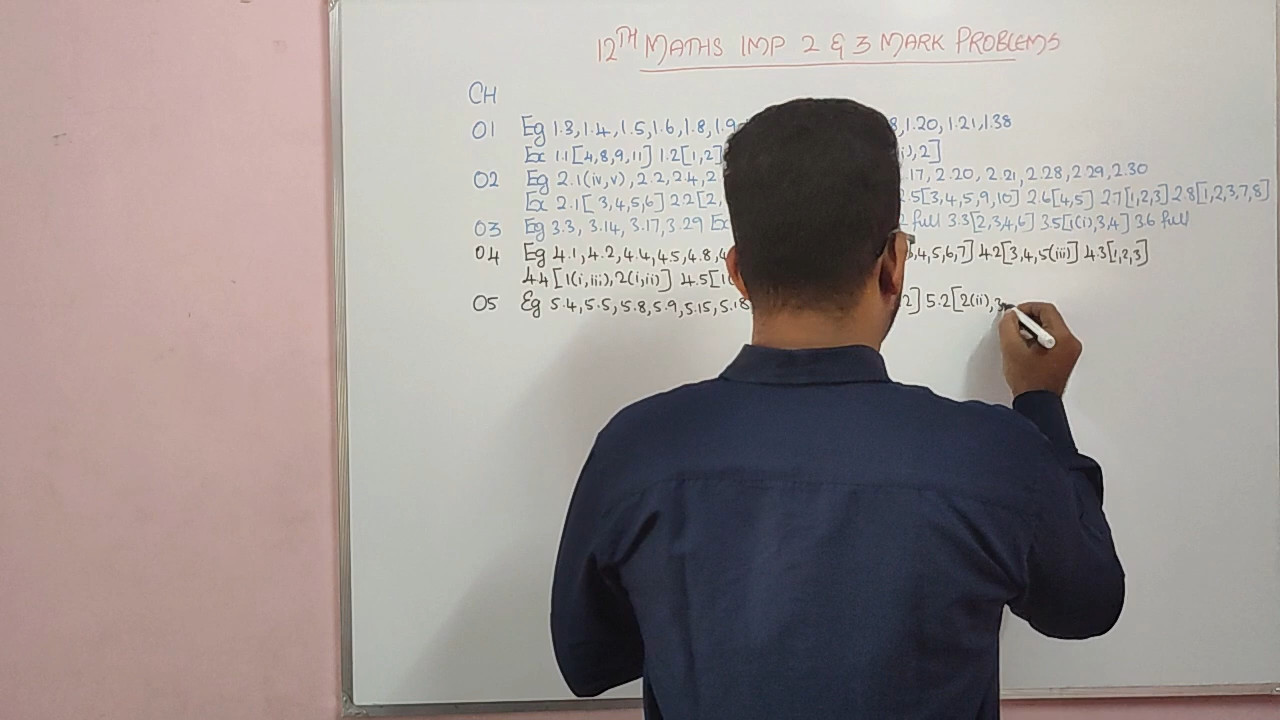 12TH MATHS IMP 2 & 3 MARK PROBLEMS
CH
01 Eg 1.3, 1.4, 1.5, 1.6, 1.8, 1.9 ,1.20, 1.21, 1.38
Ex 1.1[4,8,9,11] 1.2[1,2] ,2]
02 Eg 2.1(iv,v), 2.2, 2.4, 17, 2.20, 2.21, 2.28, 2.29, 2.30
Ex 2.1[3,4,5,6] 2.2[2, .5[3,4,5,9,10] 2.6[4,5] 2.7[1,2,3] 2.8[1,2,3,7,8]
03 Eg 3.3, 3.14, 3.17, 3.29 Ex full 3.3[2,3,4,6] 3.5[1(i),3,4] 3.6 full
04 Eg 4.1, 4.2, 4.4, 4.5, 4.8, ,4,5,6,7] 4.2[3,4,5(iii)] 4.3[1,2,3]
4.4[1(i,iii),2(i,ii)] 4.5[
05 Eg 5.4, 5.5, 5.8, 5.9, 5.15, 5.18 2] 5.2[2(ii),3